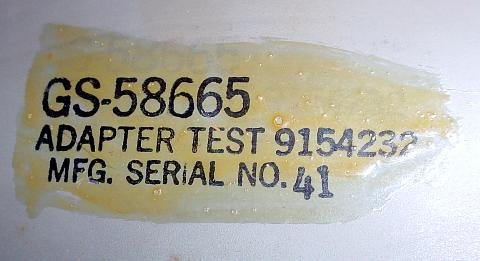 GS-58665
ADAPTER TEST 9154232
MFG. SERIAL NO. 41